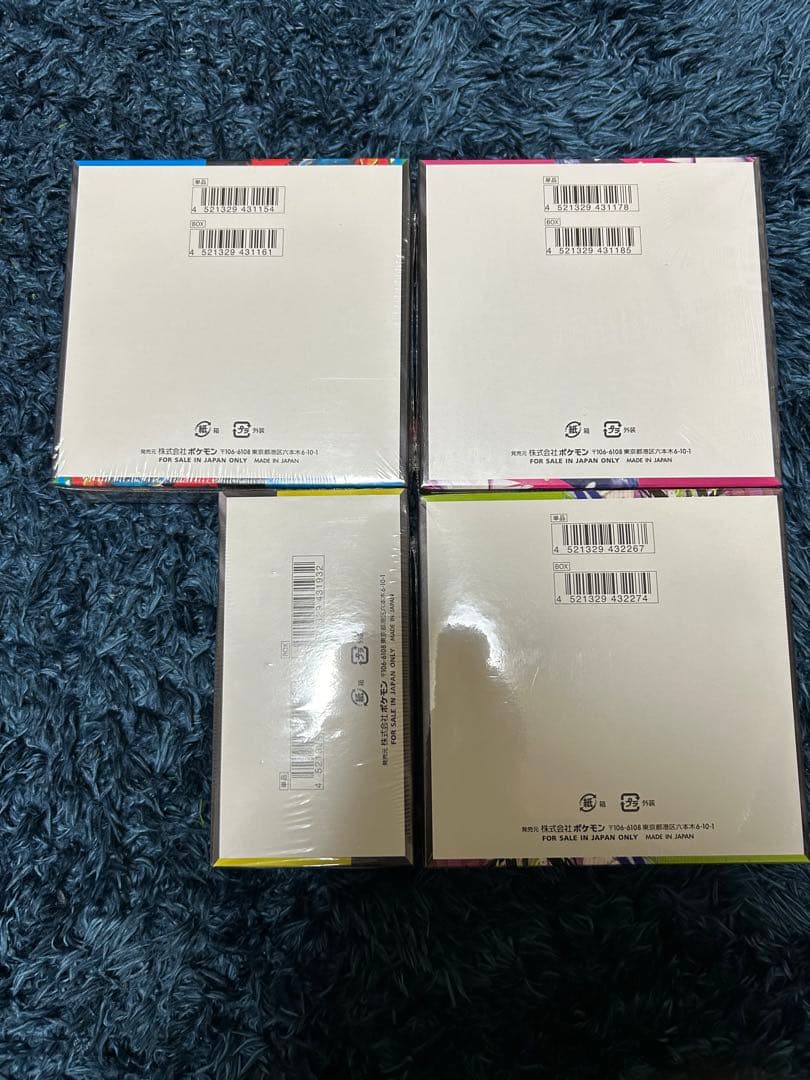 単品
4 521329 431154
BOX
4 521329 431161
紙 箱 プラ 外装
発売元 株式会社ポケモン 〒106-6108 東京都港区六本木6-10-1
FOR SALE IN JAPAN ONLY MADE IN JAPAN
単品
4 521329 431178
BOX
4 521329 431185
紙 箱 プラ 外装
発売元 株式会社ポケモン 〒106-6108 東京都港区六本木6-10-1
FOR SALE IN JAPAN ONLY MADE IN JAPAN
単品
BOX
521329 431932
紙 箱 プラ
発売元 株式会社ポケモン 〒106-6108 東京都港区六本木6-10-1
FOR SALE IN JAPAN ONLY MADE IN JAPAN
単品
4 521329 432267
BOX
4 521329 432274
紙 箱 プラ 外装
発売元 株式会社ポケモン 〒106-6108 東京都港区六本木6-10-1
FOR SALE IN JAPAN ONLY MADE IN JAPAN